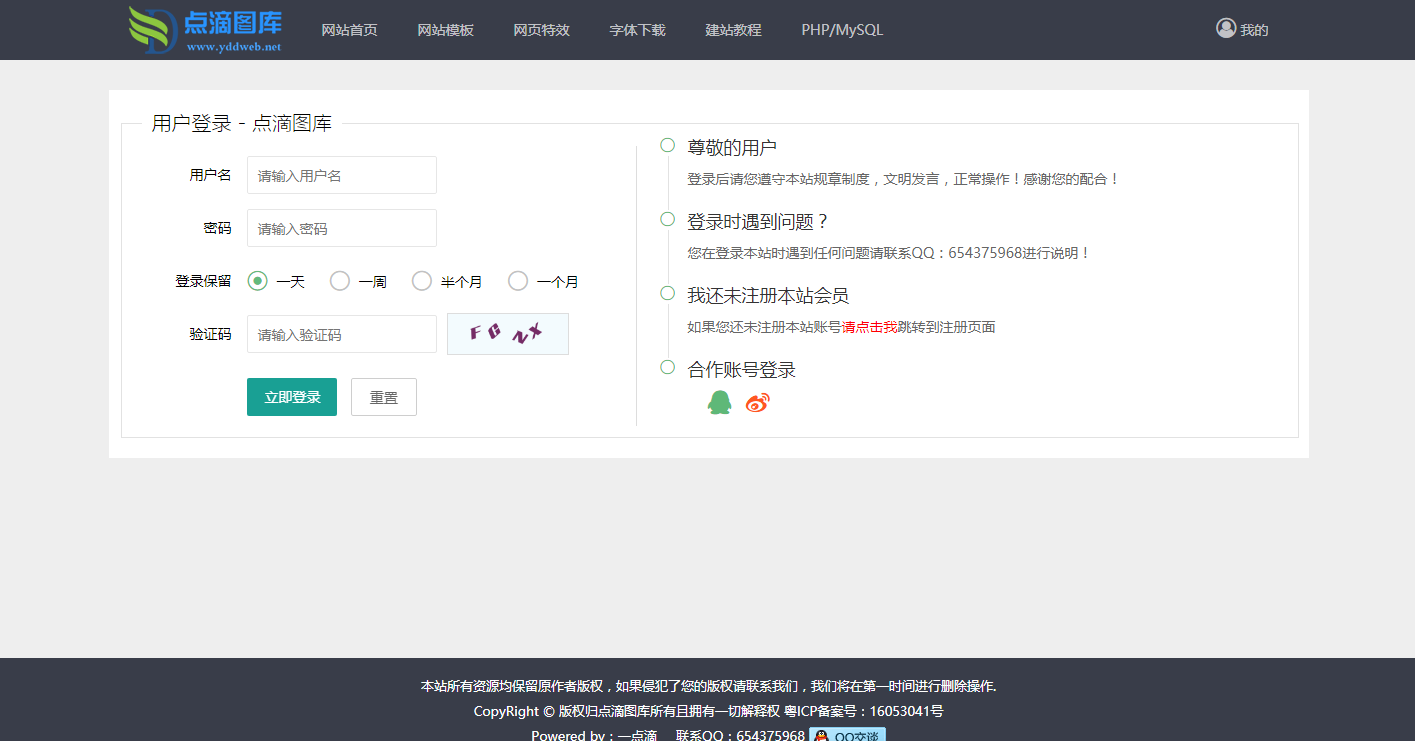 点滴图库
www.yddweb.net
网站首页 网站模板 网页特效 字体下载 建站教程 PHP/MySQL 我的
用户登录 - 点滴图库
用户名 请输入用户名
密码 请输入密码
登录保留 一天 一周 半个月 一个月
验证码 请输入验证码
立即登录 重置
尊敬的用户
登录后请您遵守本站规章制度，文明发言，正常操作！感谢您的配合！
登录时遇到问题？
您在登录本站时遇到任何问题请联系QQ：654375968进行说明！
我还未注册本站会员
如果您还未注册本站账号请点击我跳转到注册页面
合作账号登录
本站所有资源均保留原作者版权，如果侵犯了您的版权请联系我们，我们将在第一时间进行删除操作.
CopyRight © 版权归点滴图库所有且拥有一切解释权 粤ICP备案号：16053041号
Powered by：一点滴 联系QQ：654375968 QQ交谈